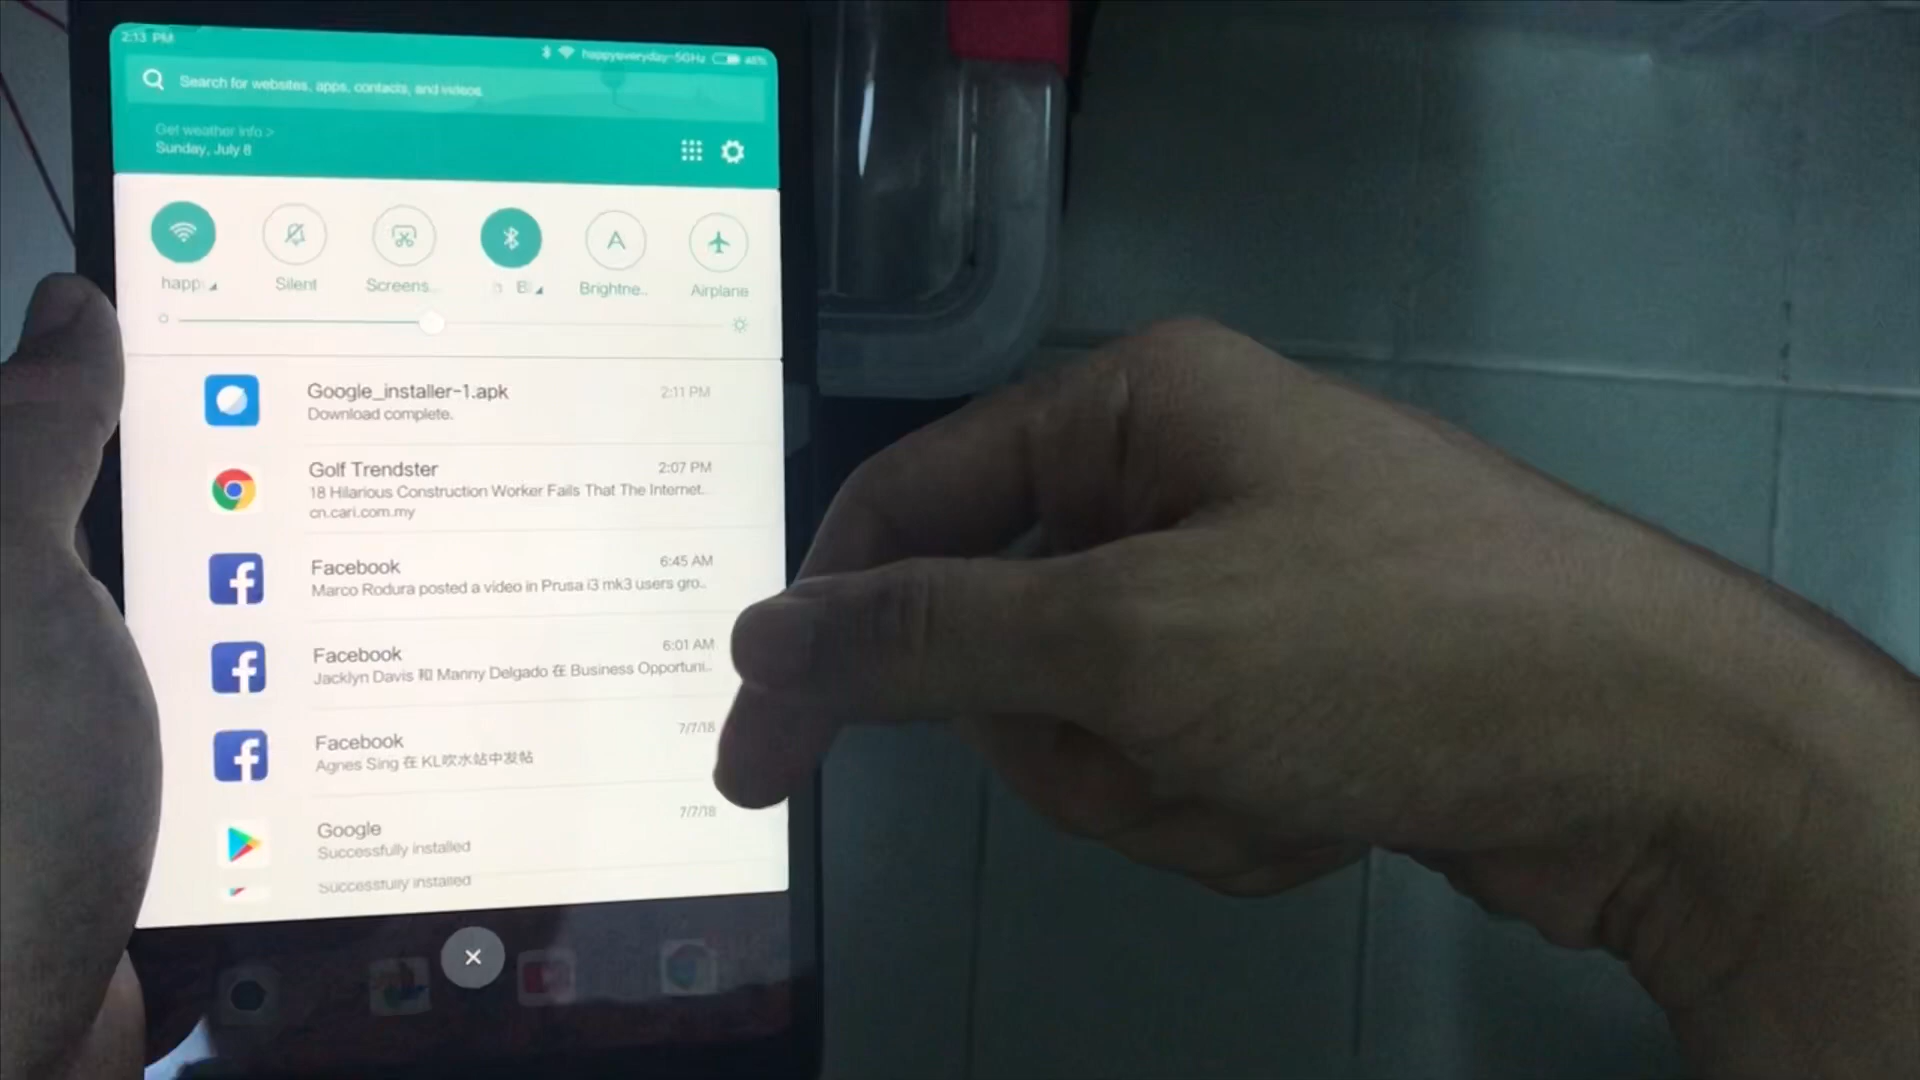 2:13 PM
happyeveryday-5GHz 48%
Search for websites, apps, contacts, and videos
Get weather info >
Sunday, July 8
happ Silent Screens.. Brightne.. Airplane
Google_installer-1.apk 2:11 PM
Download complete.
Golf Trendster 2:07 PM
18 Hilarious Construction Worker Fails That The Internet..
cn.cari.com.my
Facebook 6:45 AM
Marco Rodura posted a video in Prusa i3 mk3 users gro..
Facebook 6:01 AM
Jacklyn Davis 和 Manny Delgado 在 Business Opportuni..
Facebook 7/7/18
Agnes Sing 在 KL吹水站中发帖
Google 7/7/18
Successfully installed
Successfully installed